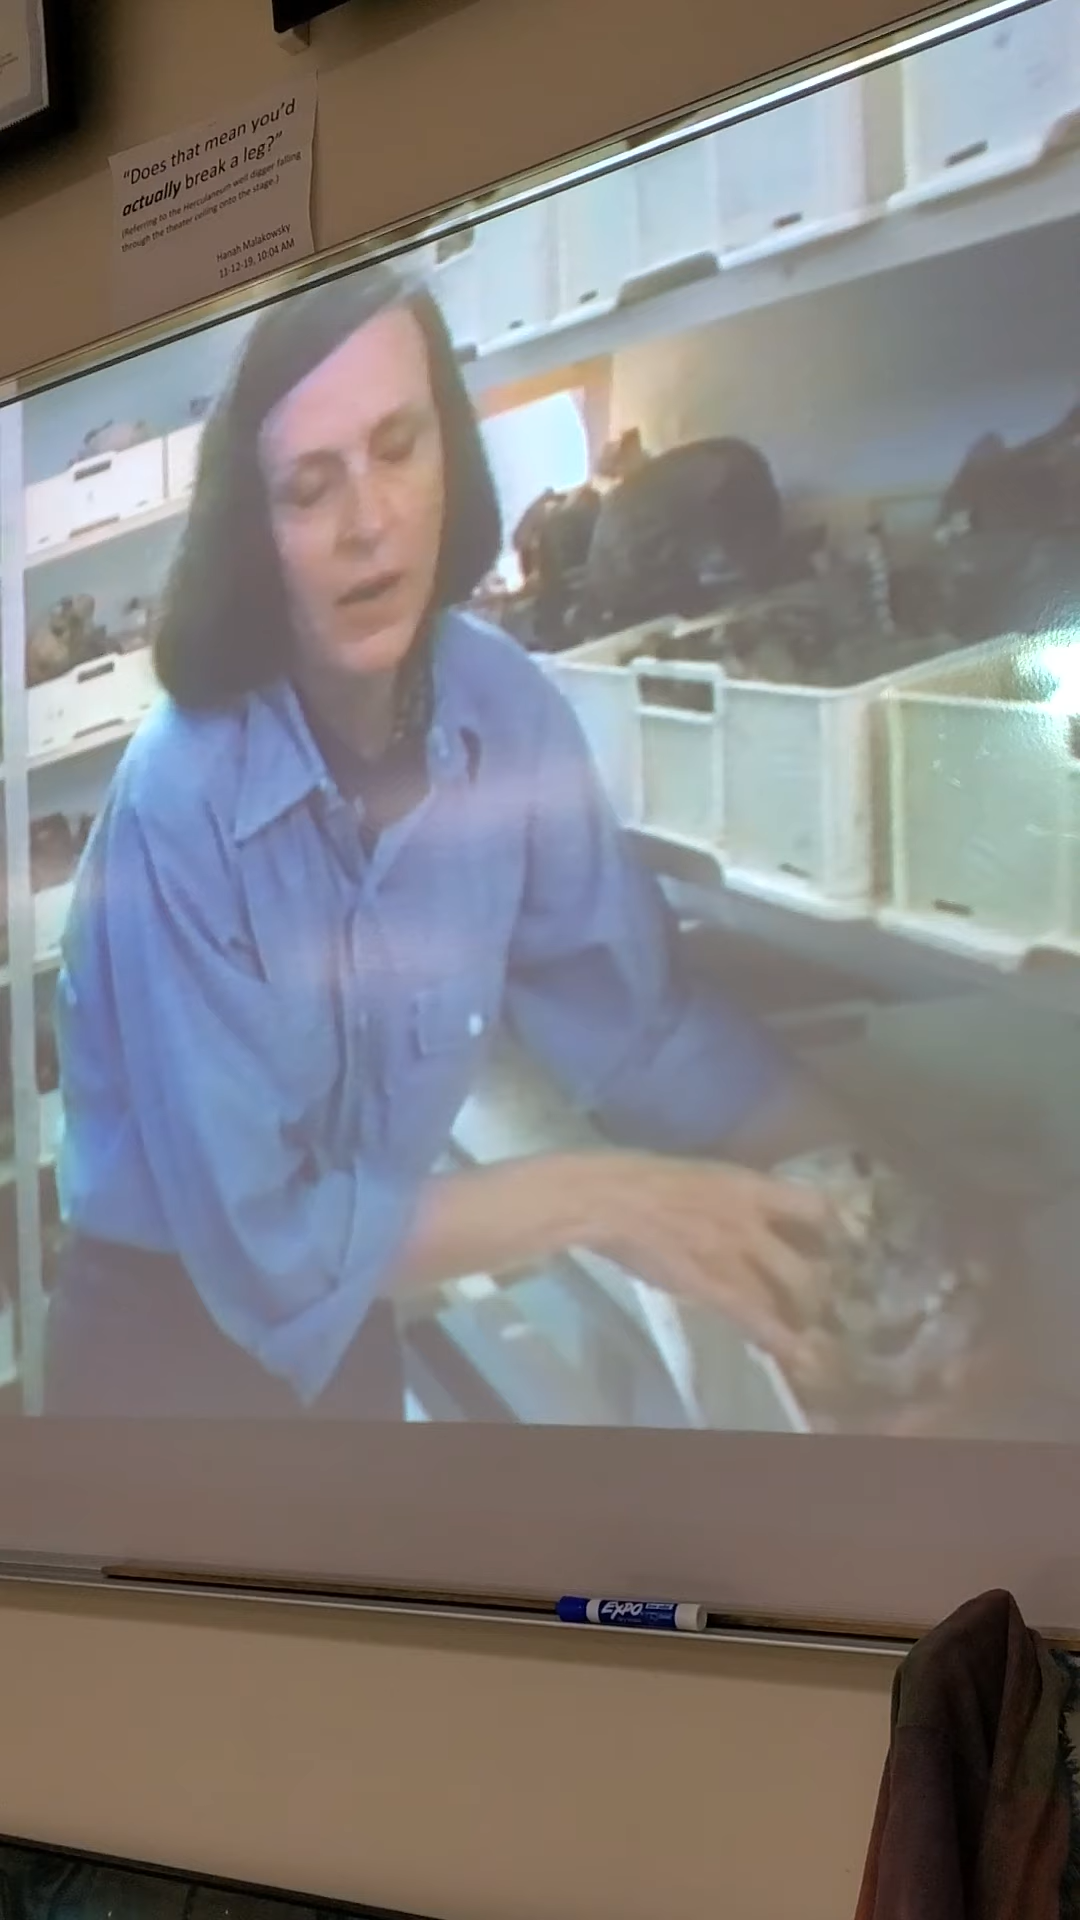 "Does that mean you'd
actually break a leg?"
(Referring to the Herculaneum well digger falling
through the theater ceiling onto the stage.)
Hanah Malakowsky
11-12-19, 10:04 AM
EXPO